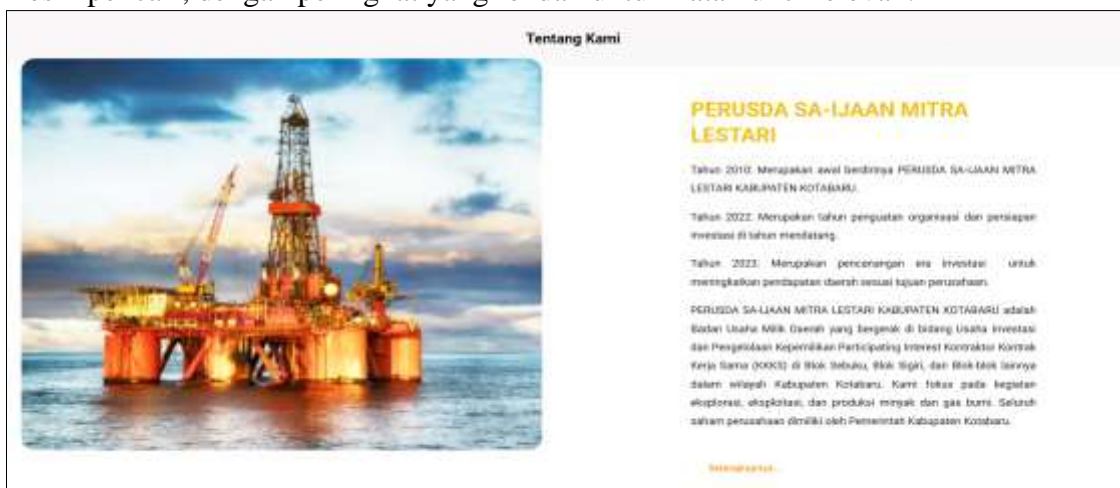 Tentang Kami
PERUSDA SA-IJAAN MITRA
LESTARI
Tahun 2010: Merupakan awal berdirinya PERUSDA SA-IJAAN MITRA
LESTARI KABUPATEN KOTABARU.
Tahun 2022: Merupakan tahun penguatan organisasi dan persiapan
investasi di tahun mendatang.
Tahun 2023: Merupakan pencanangan era investasi untuk
meningkatkan pendapatan daerah sesuai tujuan perusahaan.
PERUSDA SA-IJAAN MITRA LESTARI KABUPATEN KOTABARU adalah
Badan Usaha Milik Daerah yang bergerak di bidang Usaha Investasi
dan Pengelolaan Kepemilikan Participating Interest Kontraktor Kontrak
Kerja Sama (KKKS) di Blok Sebuku, Blok Sigiri, dan Blok-blok lainnya
dalam wilayah Kabupaten Kotabaru. Kami fokus pada kegiatan
eksplorasi, eksploitasi, dan produksi minyak dan gas bumi. Seluruh
saham perusahaan dimiliki oleh Pemerintah Kabupaten Kotabaru.
Selengkapnya...